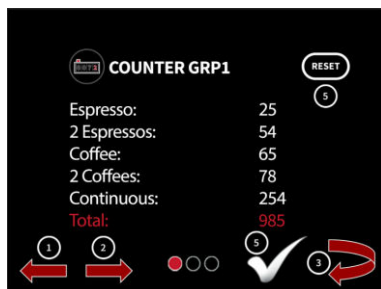 COUNTER GRP1
RESET
5
Espresso: 25
2 Espressos: 54
Coffee: 65
2 Coffees: 78
Continuous: 254
Total: 985
1 2 5 3